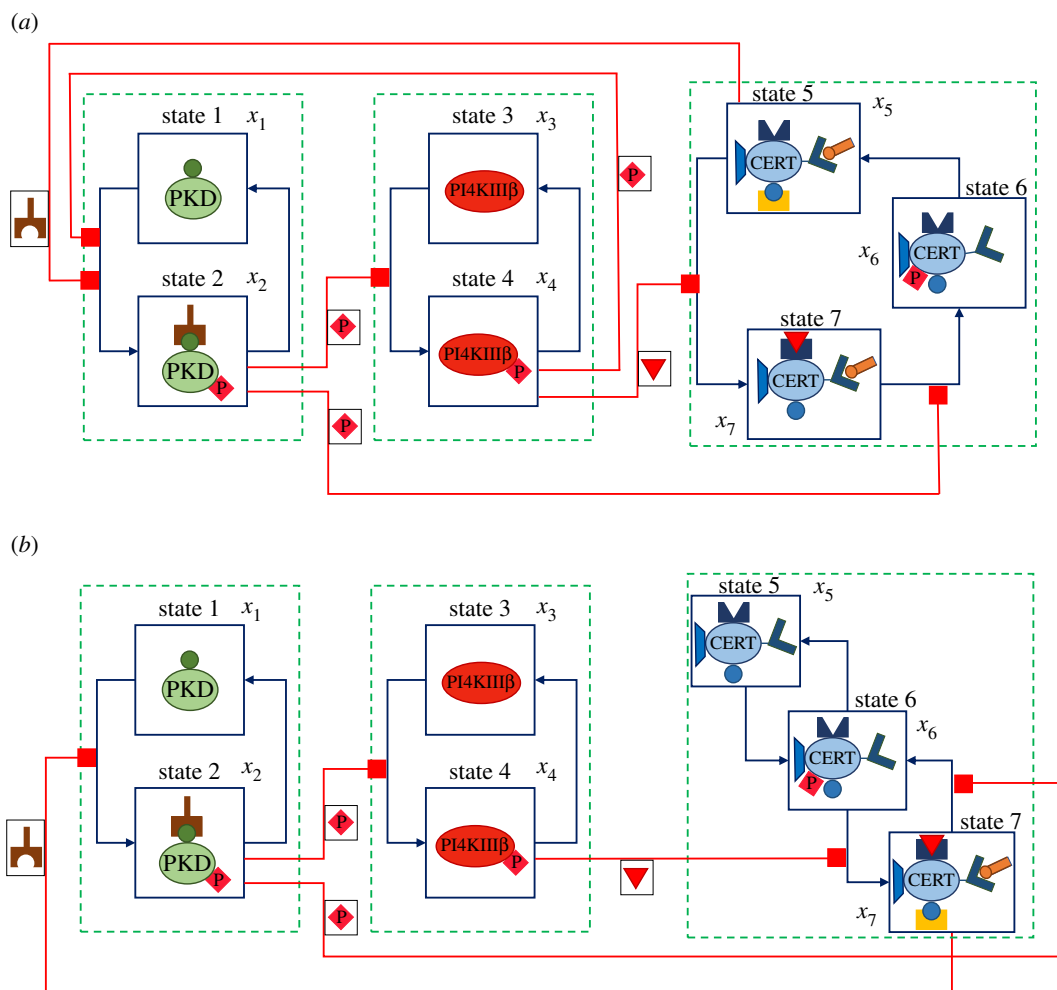 (a)
state 1 x1
PKD
state 2 x2
PKD
P
P
P
state 3 x3
PI4KIIIβ
state 4 x4
PI4KIIIβ
P
P
state 5 x5
CERT
state 6
x6
CERT
P
state 7
CERT
x7
(b)
state 1 x1
PKD
state 2 x2
PKD
P
P
P
state 3 x3
PI4KIIIβ
state 4 x4
PI4KIIIβ
P
state 5 x5
CERT
state 6
x6
CERT
P
state 7
CERT
x7